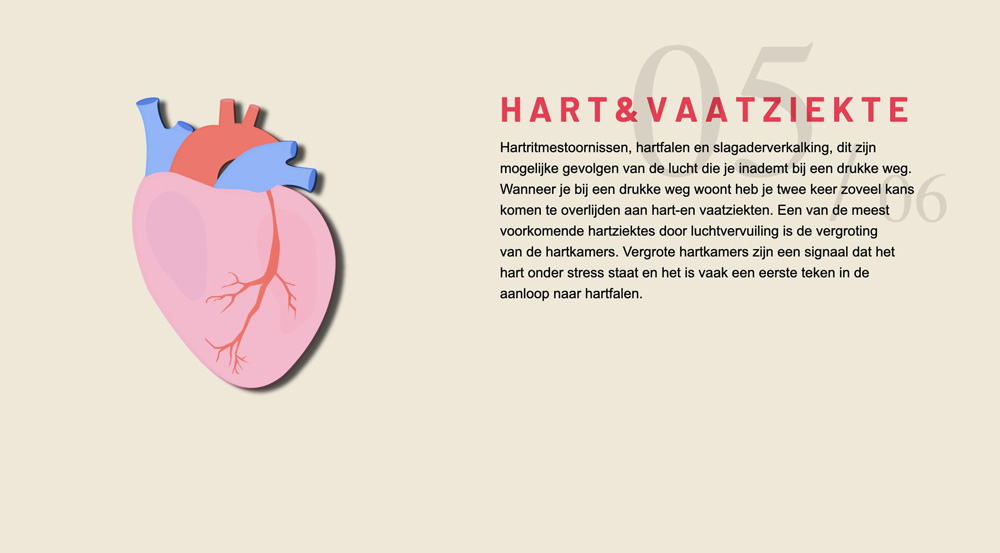 05
/
06
HART&VAATZIEKTE
Hartritmestoornissen, hartfalen en slagaderverkalking, dit zijn
mogelijke gevolgen van de lucht die je inademt bij een drukke weg.
Wanneer je bij een drukke weg woont heb je twee keer zoveel kans
komen te overlijden aan hart-en vaatziekten. Een van de meest
voorkomende hartziektes door luchtvervuiling is de vergroting
van de hartkamers. Vergrote hartkamers zijn een signaal dat het
hart onder stress staat en het is vaak een eerste teken in de
aanloop naar hartfalen.